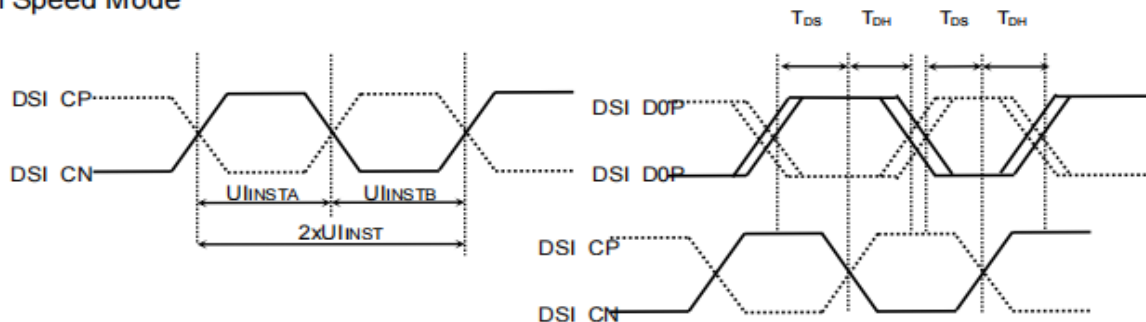 Speed Mode
DSI CP
DSI CN
UIINSTA
UIINSTB
2xUIINST
TDS
TDH
TDS
TDH
DSI D0P
DSI D0P
DSI CP
DSI CN